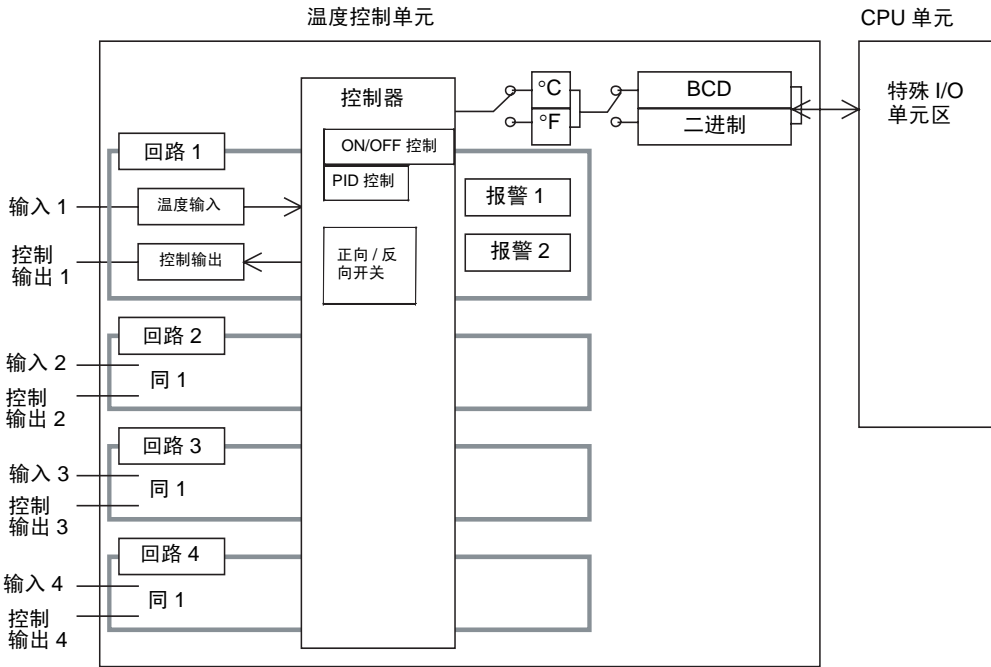 温度控制单元
CPU 单元
控制器
°C
°F
BCD
二进制
特殊 I/O
单元区
ON/OFF 控制
PID 控制
正向 / 反
向开关
回路 1
输入 1
温度输入
控制
输出 1
控制输出
报警 1
报警 2
回路 2
输入 2
同 1
控制
输出 2
回路 3
输入 3
同 1
控制
输出 3
回路 4
输入 4
同 1
控制
输出 4